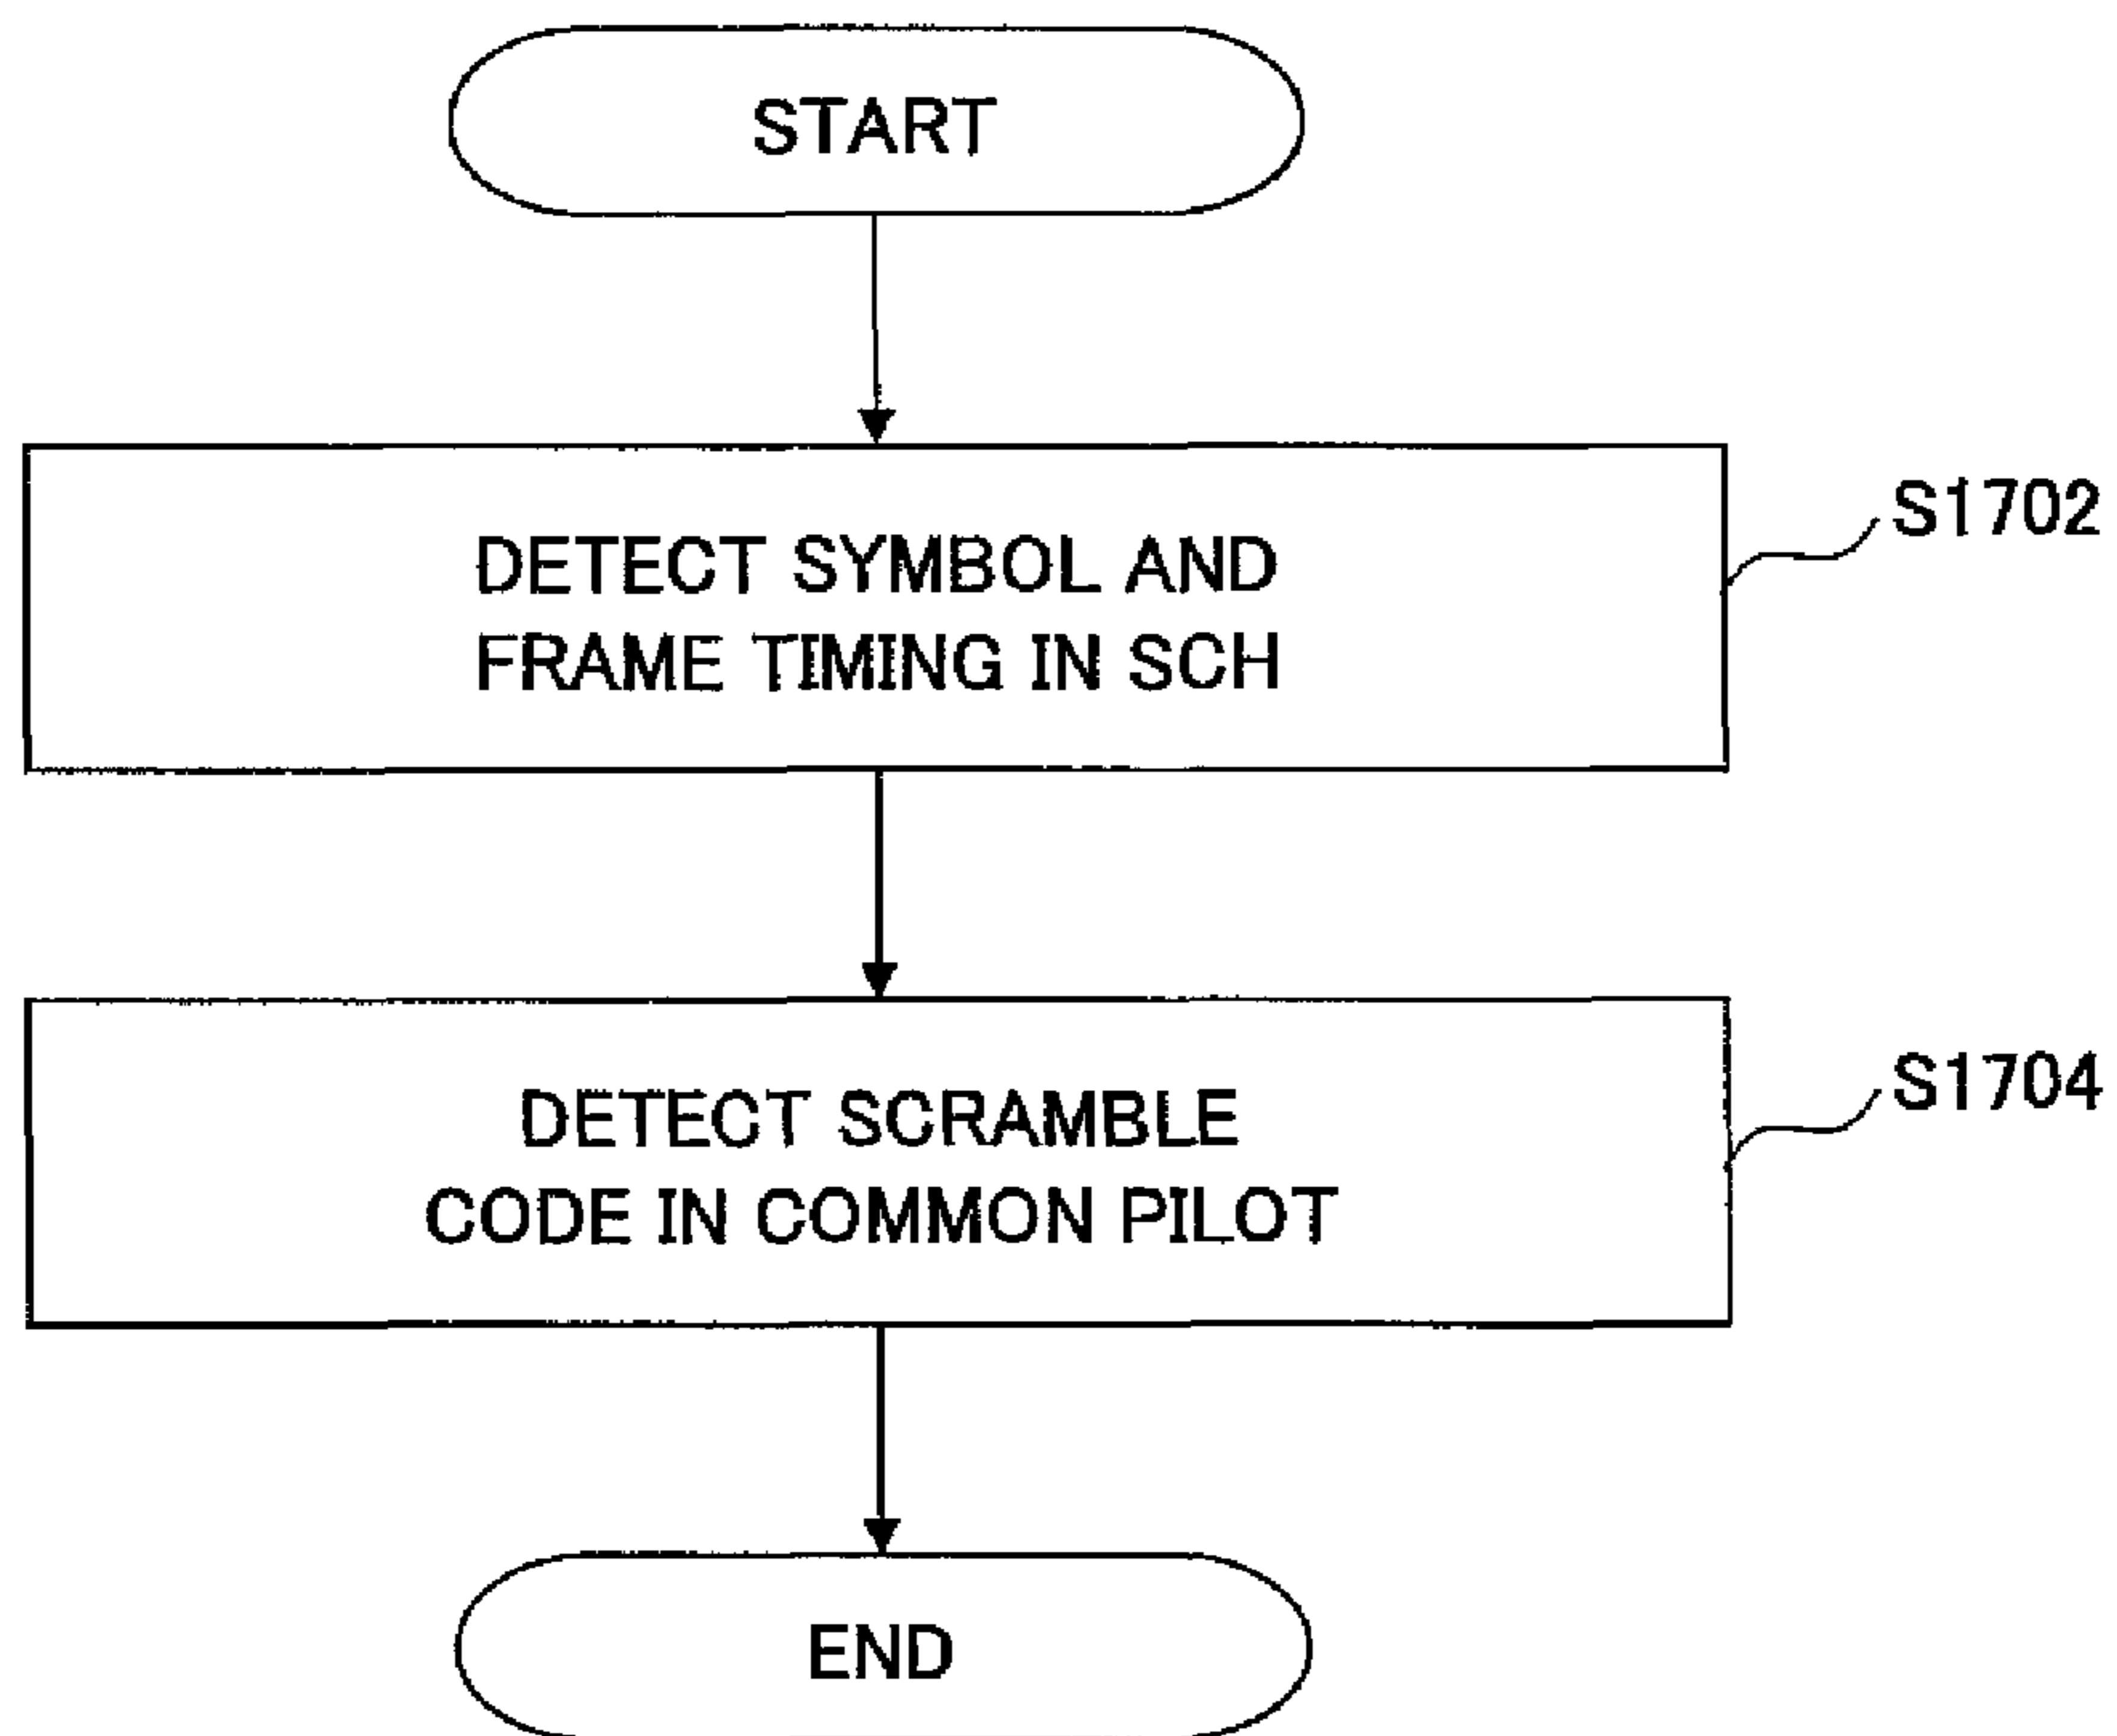 START
DETECT SYMBOL AND
FRAME TIMING IN SCH
S1702
DETECT SCRAMBLE
CODE IN COMMON PILOT
S1704
END